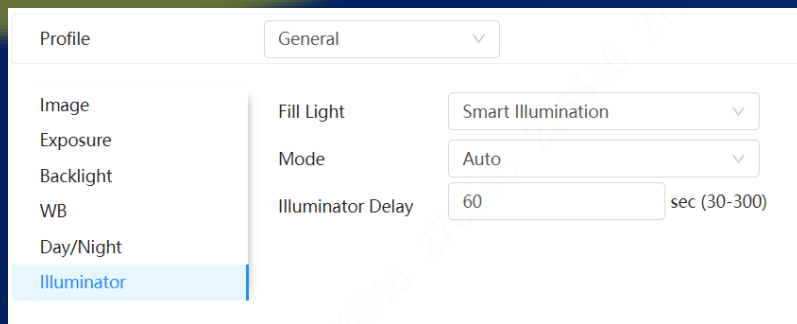 Profile
General
Image
Exposure
Backlight
WB
Day/Night
Illuminator
Fill Light
Smart Illumination
Mode
Auto
Illuminator Delay
60
sec (30-300)